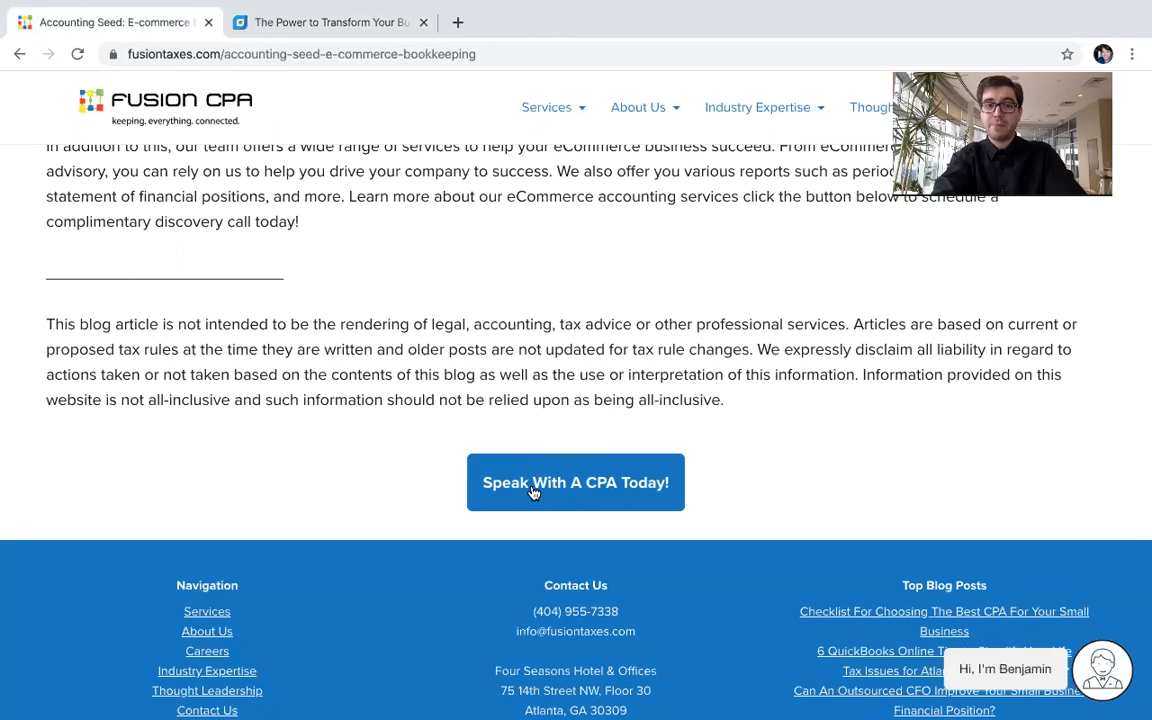 Accounting Seed: E-commerce
The Power to Transform Your Bu
fusiontaxes.com/accounting-seed-e-commerce-bookkeeping
FUSION CPA
keeping. everything. connected.
Services
About Us
Industry Expertise
Though
In addition to this, our team offers a wide range of services to help your eCommerce business succeed. From eCommer
advisory, you can rely on us to help you drive your company to success. We also offer you various reports such as perio
statement of financial positions, and more. Learn more about our eCommerce accounting services click the button below to schedule a
complimentary discovery call today!
This blog article is not intended to be the rendering of legal, accounting, tax advice or other professional services. Articles are based on current or
proposed tax rules at the time they are written and older posts are not updated for tax rule changes. We expressly disclaim all liability in regard to
actions taken or not taken based on the contents of this blog as well as the use or interpretation of this information. Information provided on this
website is not all-inclusive and such information should not be relied upon as being all-inclusive.
Speak With A CPA Today!
Navigation
Services
About Us
Careers
Industry Expertise
Thought Leadership
Contact Us
Contact Us
(404) 955-7338
info@fusiontaxes.com
Four Seasons Hotel & Offices
75 14th Street NW, Floor 30
Atlanta, GA 30309
Top Blog Posts
Checklist For Choosing The Best CPA For Your Small
Business
6 QuickBooks Online
Tax Issues for Atla
Can An Outsourced CFO Improve Your Small Busine
Financial Position?
Hi, I'm Benjamin